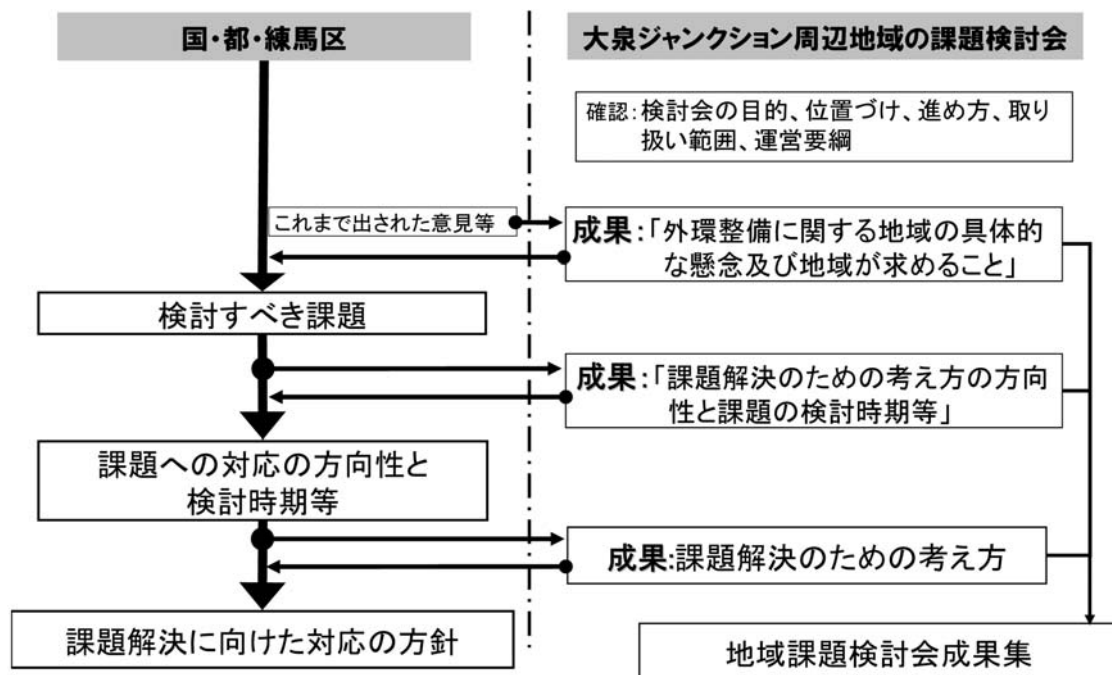 国・都・練馬区
大泉ジャンクション周辺地域の課題検討会
確認：検討会の目的、位置づけ、進め方、取り
扱い範囲、運営要綱
これまで出された意見等
成果：「外環整備に関する地域の具体的
な懸念及び地域が求めること」
検討すべき課題
成果：「課題解決のための考え方の方向
性と課題の検討時期等」
課題への対応の方向性と
検討時期等
成果：課題解決のための考え方
課題解決に向けた対応の方針
地域課題検討会成果集